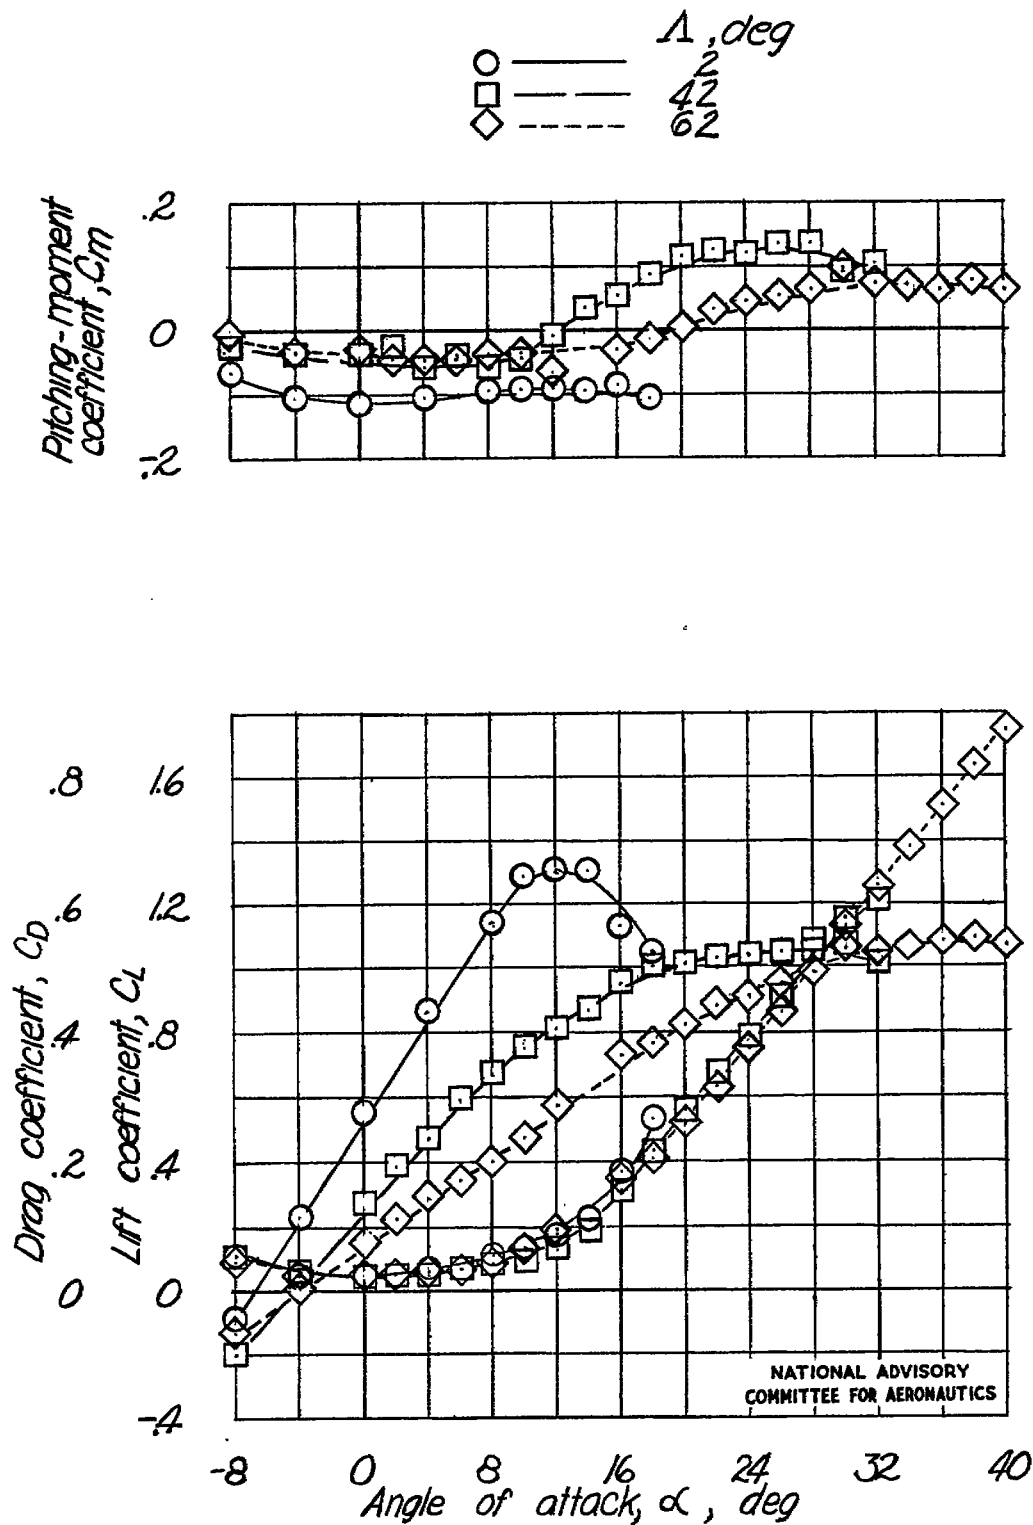 Λ, deg
2
42
62
Pitching-moment
coefficient, Cm
.2
0
-.2
Drag coefficient, CD
.8
.6
.4
.2
0
Lift coefficient, CL
1.6
1.2
.8
.4
0
-.4
NATIONAL ADVISORY
COMMITTEE FOR AERONAUTICS
-8 0 8 16 24 32 40
Angle of attack, α, deg